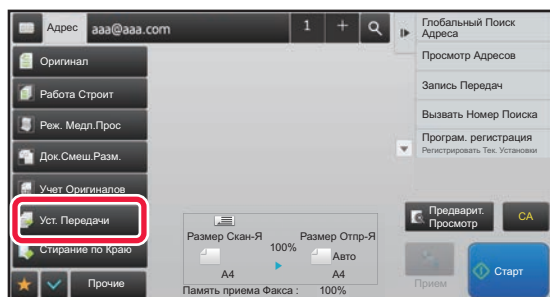 Адрес
aaa@aaa.com
1
+
Глобальный Поиск
Адреса
Оригинал
Просмотр Адресов
Работа Строит
Запись Передач
Реж. Медл.Прос
Вызвать Номер Поиска
Док.Смеш.Разм.
Програм. регистрация
Регистрировать Тек. Установки
Учет Оригиналов
Уст. Передачи
Предварит.
Просмотр
CA
Размер Скан-Я
100%
Размер Отпр-Я
Авто
A4
A4
Стирание по Краю
Память приема Факса :
100%
Прочие
Прием
Старт